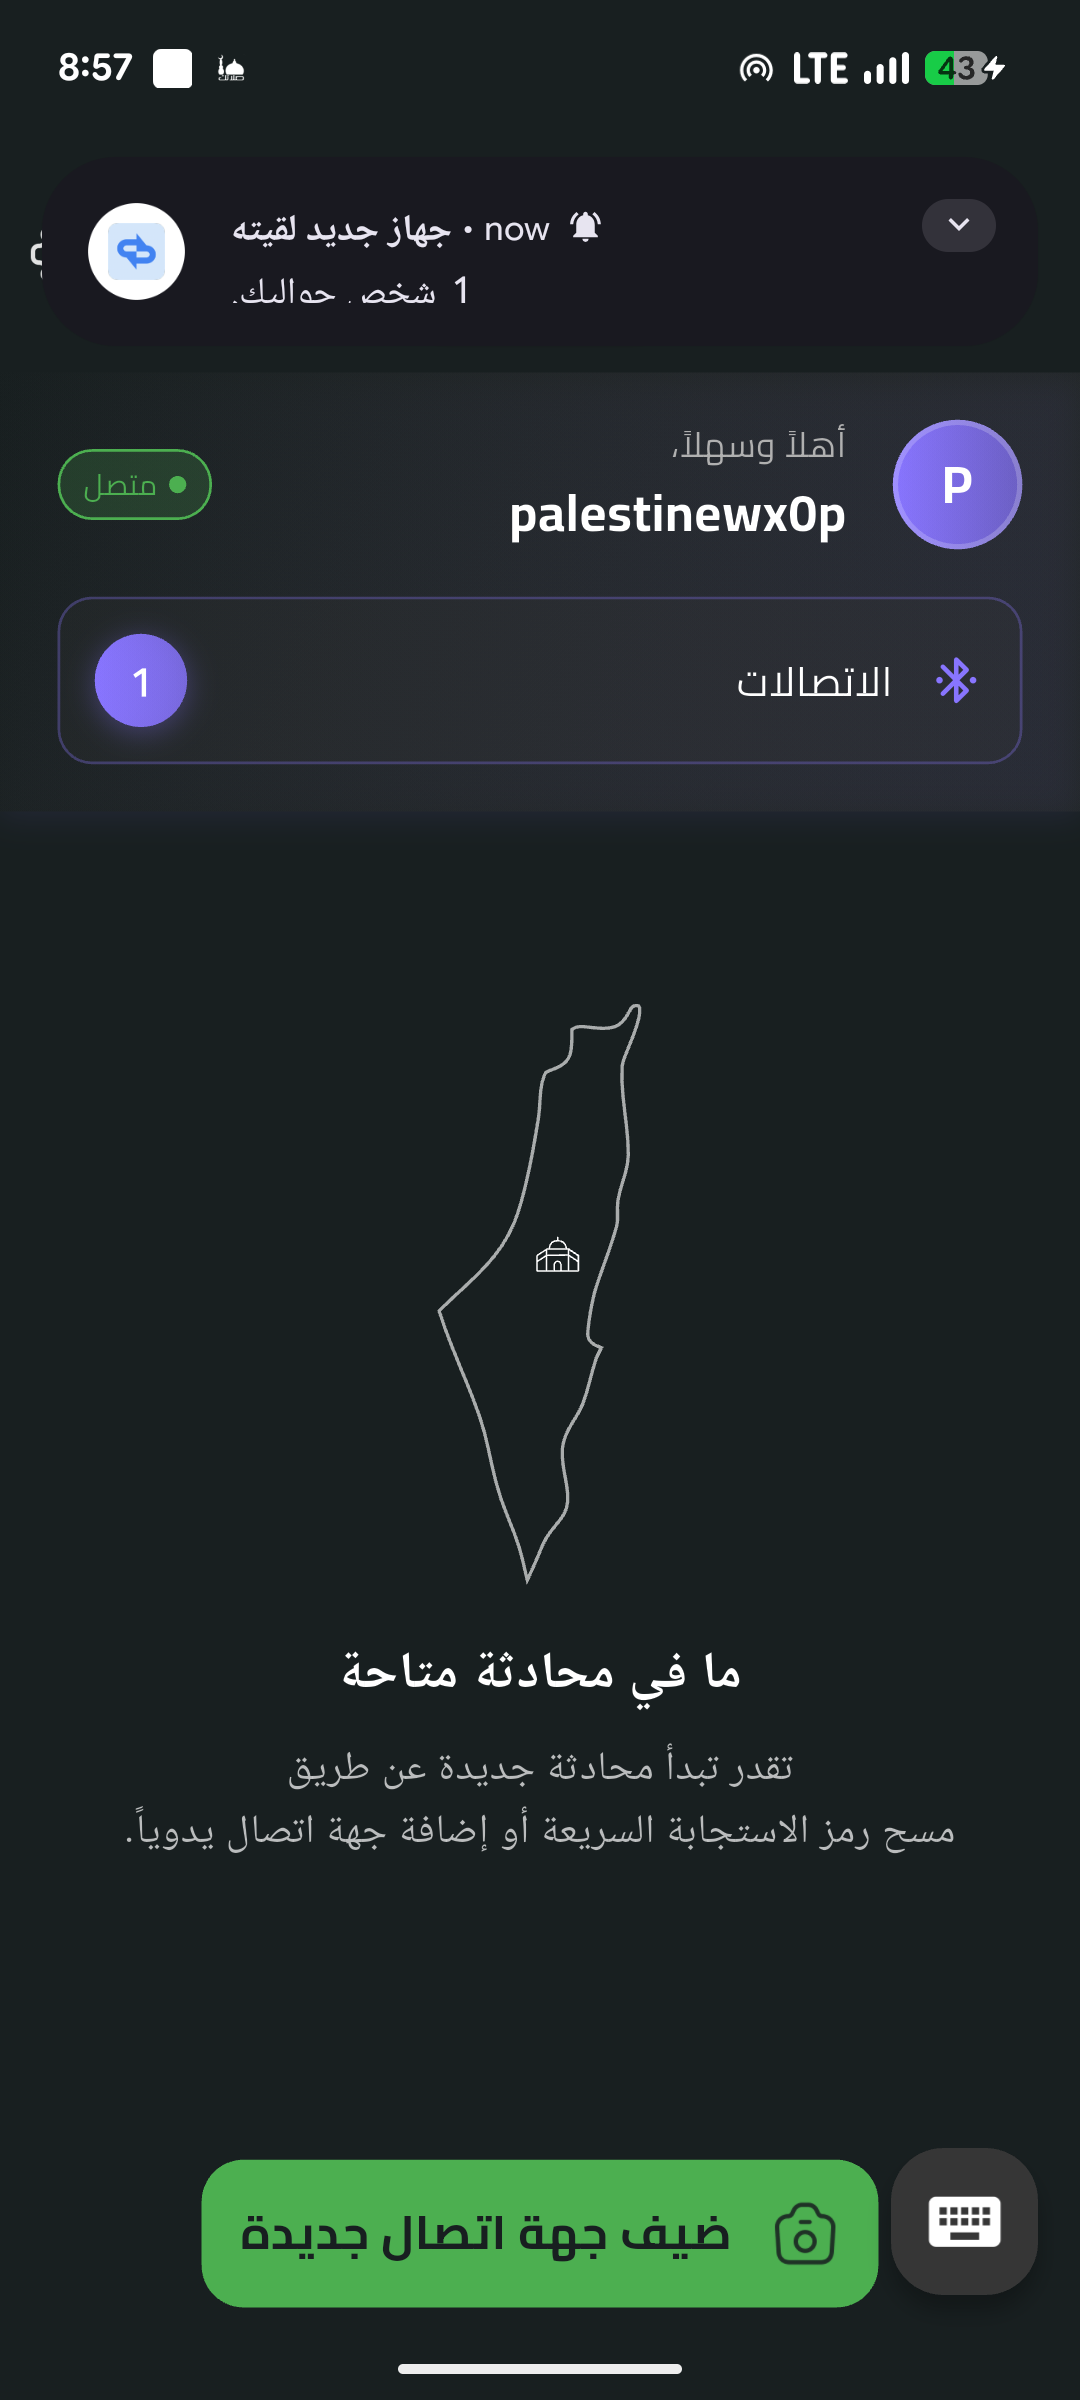 8:57
LTE
43
جهاز جديد لقيته • now
1 شخص حواليك.
أهلاً وسهلاً،
P
palestinewx0p
متصل
الاتصالات
1
ما في محادثة متاحة
تقدر تبدأ محادثة جديدة عن طريق
مسح رمز الاستجابة السريعة أو إضافة جهة اتصال يدوياً.
ضيف جهة اتصال جديدة